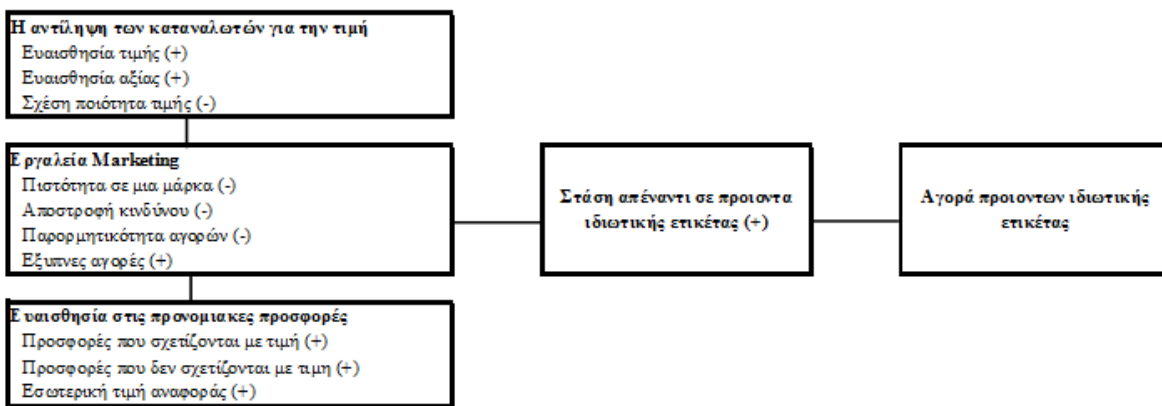 Η αντίληψη των καταναλωτών για την τιμή
Ευαισθησία τιμής (+)
Ευαισθησία αξίας (+)
Σχέση ποιότητα τιμής (-)
Εργαλεία Marketing
Πιστότητα σε μια μάρκα (-)
Αποστροφή κινδύνου (-)
Παρορμητικότητα αγορών (-)
Εξυπνες αγορές (+)
Στάση απέναντι σε προιοντα
ιδιωτικής ετικέτας (+)
Αγορά προιοντων ιδιωτικής
ετικέτας
Ευαισθησία στις προνομιακες προσφορές
Προσφορές που σχετίζονται με τιμή (+)
Προσφορές που δεν σχετίζονται με τιμη (+)
Εσωτερική τιμή αναφοράς (+)